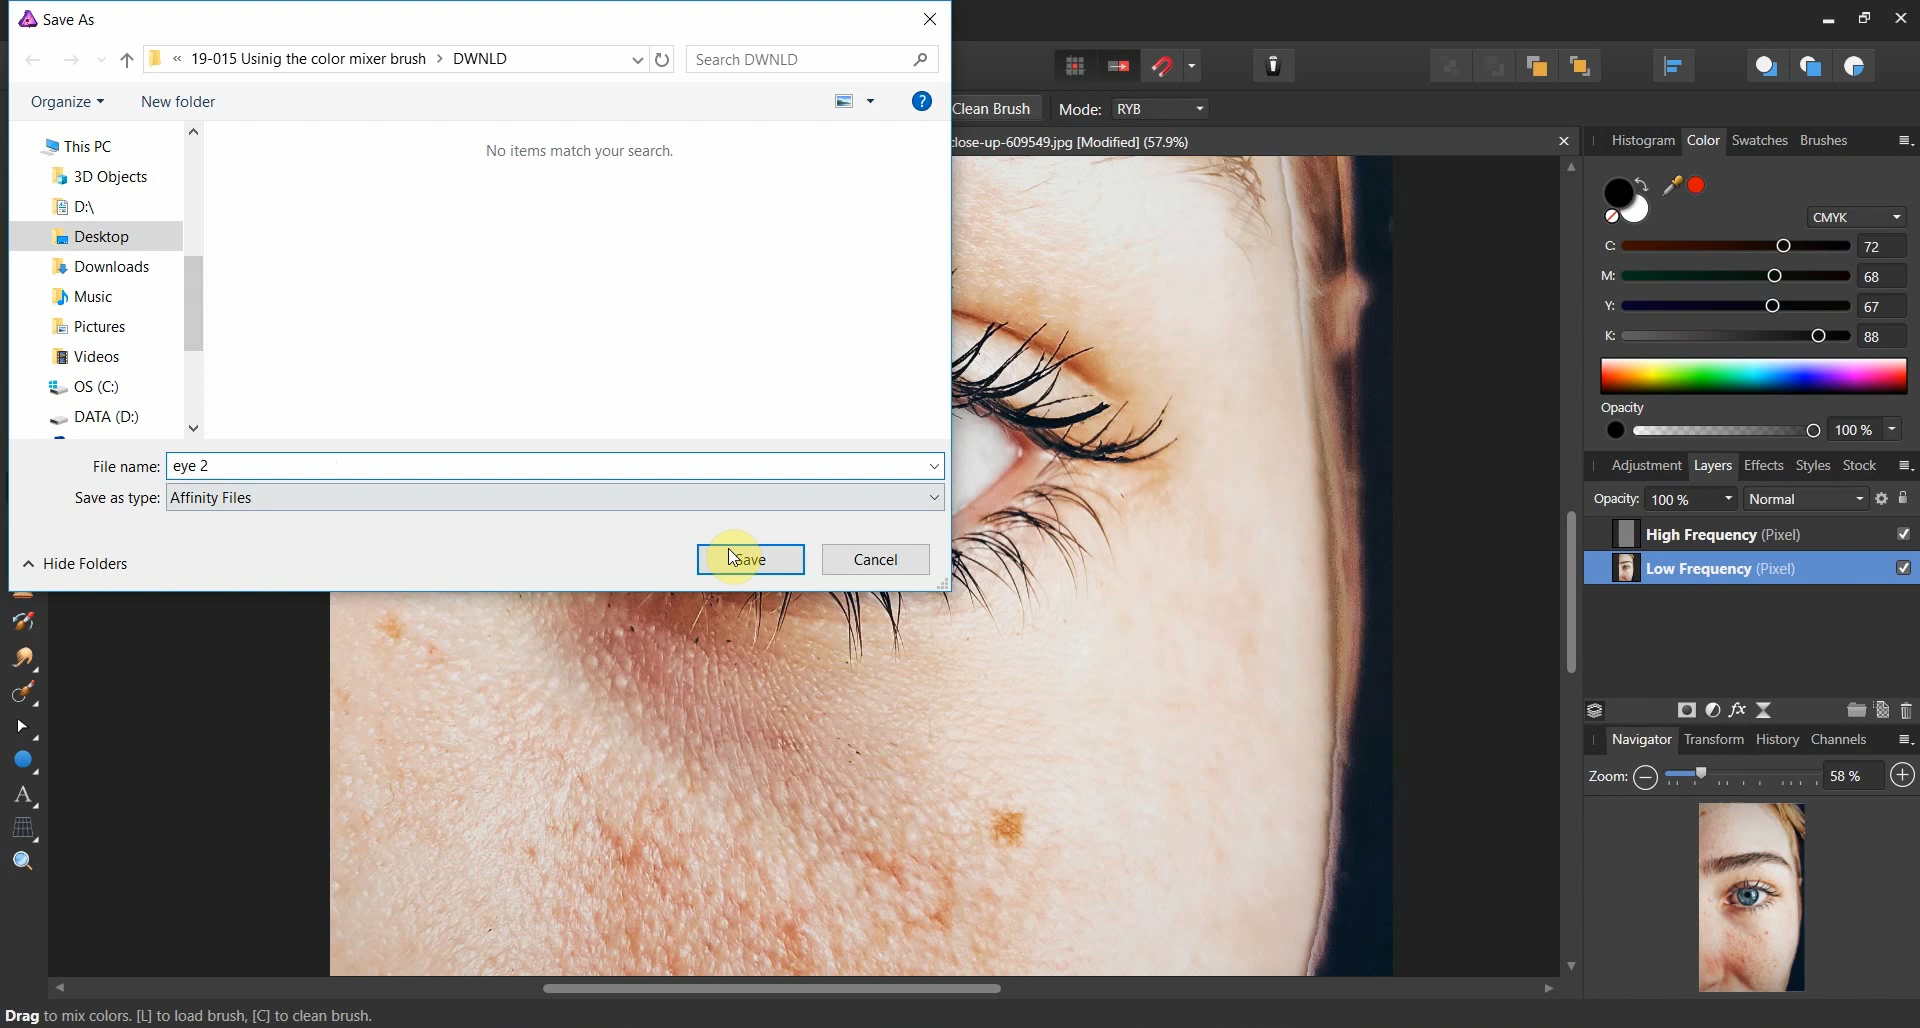 Save As
« 19-015 Usinig the color mixer brush > DWNLD
Search DWNLD
Organize
New folder
Clean Brush
Mode: RYB
close-up-609549.jpg [Modified] (57.9%)
This PC
3D Objects
D:\
Desktop
Downloads
Music
Pictures
Videos
OS (C:)
DATA (D:)
No items match your search.
File name: eye 2
Save as type: Affinity Files
Hide Folders
Save
Cancel
Histogram Color Swatches Brushes
CMYK
C: 72
M: 68
Y: 67
K: 88
Opacity
100 %
Adjustment Layers Effects Styles Stock
Opacity: 100 % Normal
High Frequency (Pixel)
Low Frequency (Pixel)
Navigator Transform History Channels
Zoom: 58 %
Drag to mix colors. [L] to load brush, [C] to clean brush.